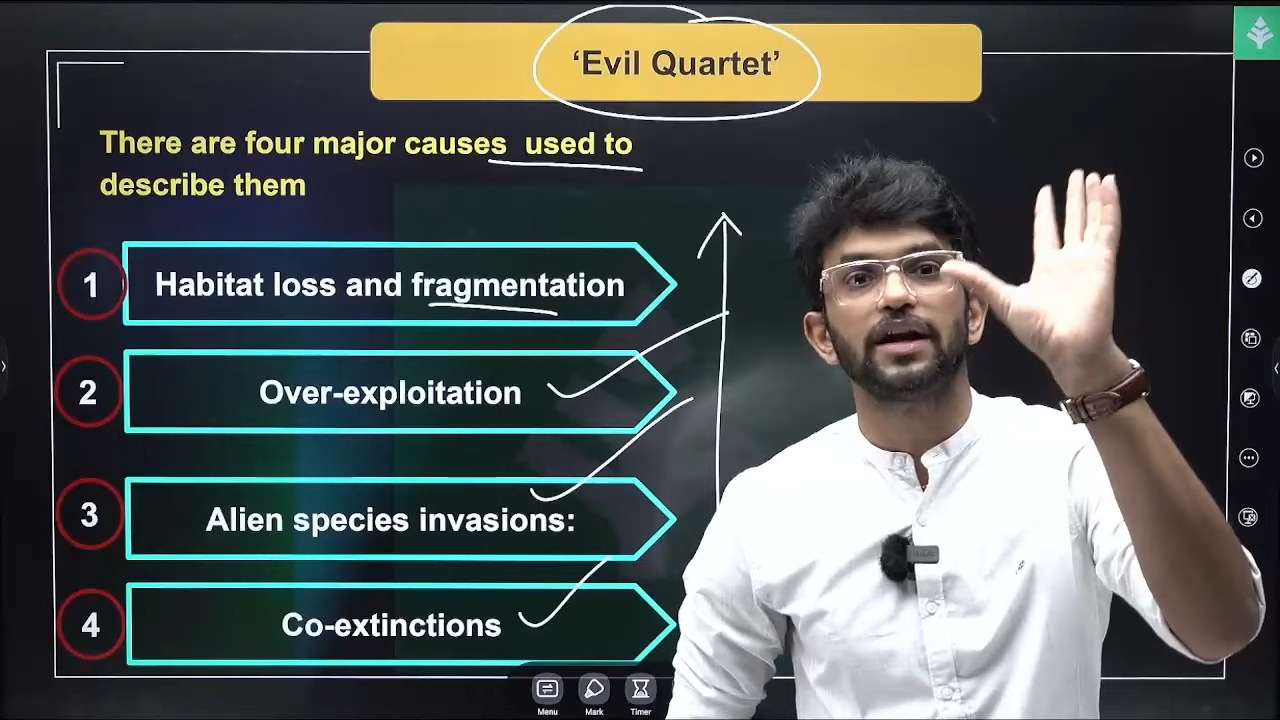 ‘Evil Quartet’
There are four major causes used to
describe them
1 Habitat loss and fragmentation
2 Over-exploitation
3 Alien species invasions:
4 Co-extinctions
Menu Mark Timer